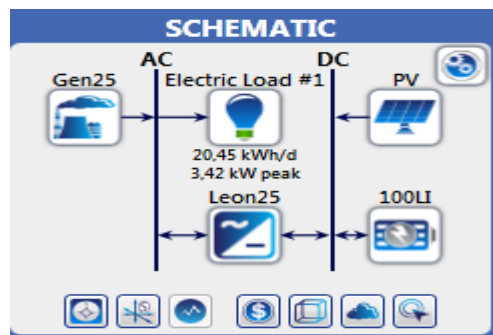 SCHEMATIC
AC DC
Gen25 Electric Load #1 PV
20,45 kWh/d
3,42 kW peak
Leon25 100LI